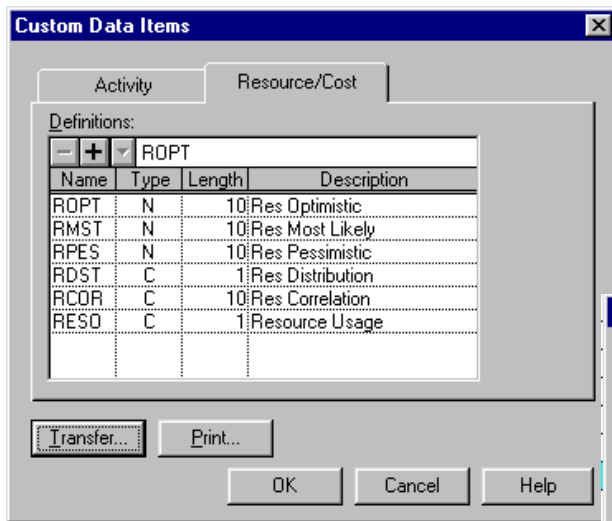 Custom Data Items
Activity Resource/Cost
Definitions:
ROPT
Name Type Length Description
ROPT N 10 Res Optimistic
RMST N 10 Res Most Likely
RPES N 10 Res Pessimistic
RDST C 1 Res Distribution
RCOR C 10 Res Correlation
RESO C 1 Resource Usage
Transfer... Print...
OK Cancel Help